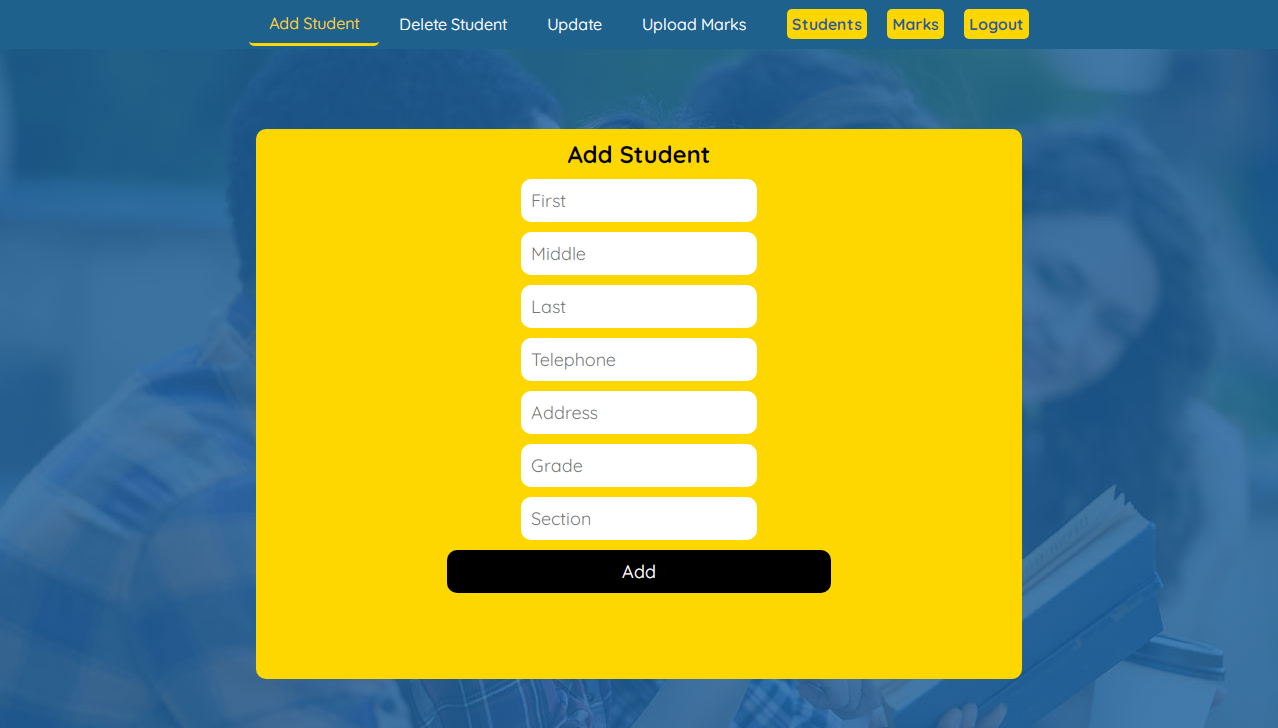 Add Student Delete Student Update Upload Marks Students Marks Logout
Add Student
First
Middle
Last
Telephone
Address
Grade
Section
Add